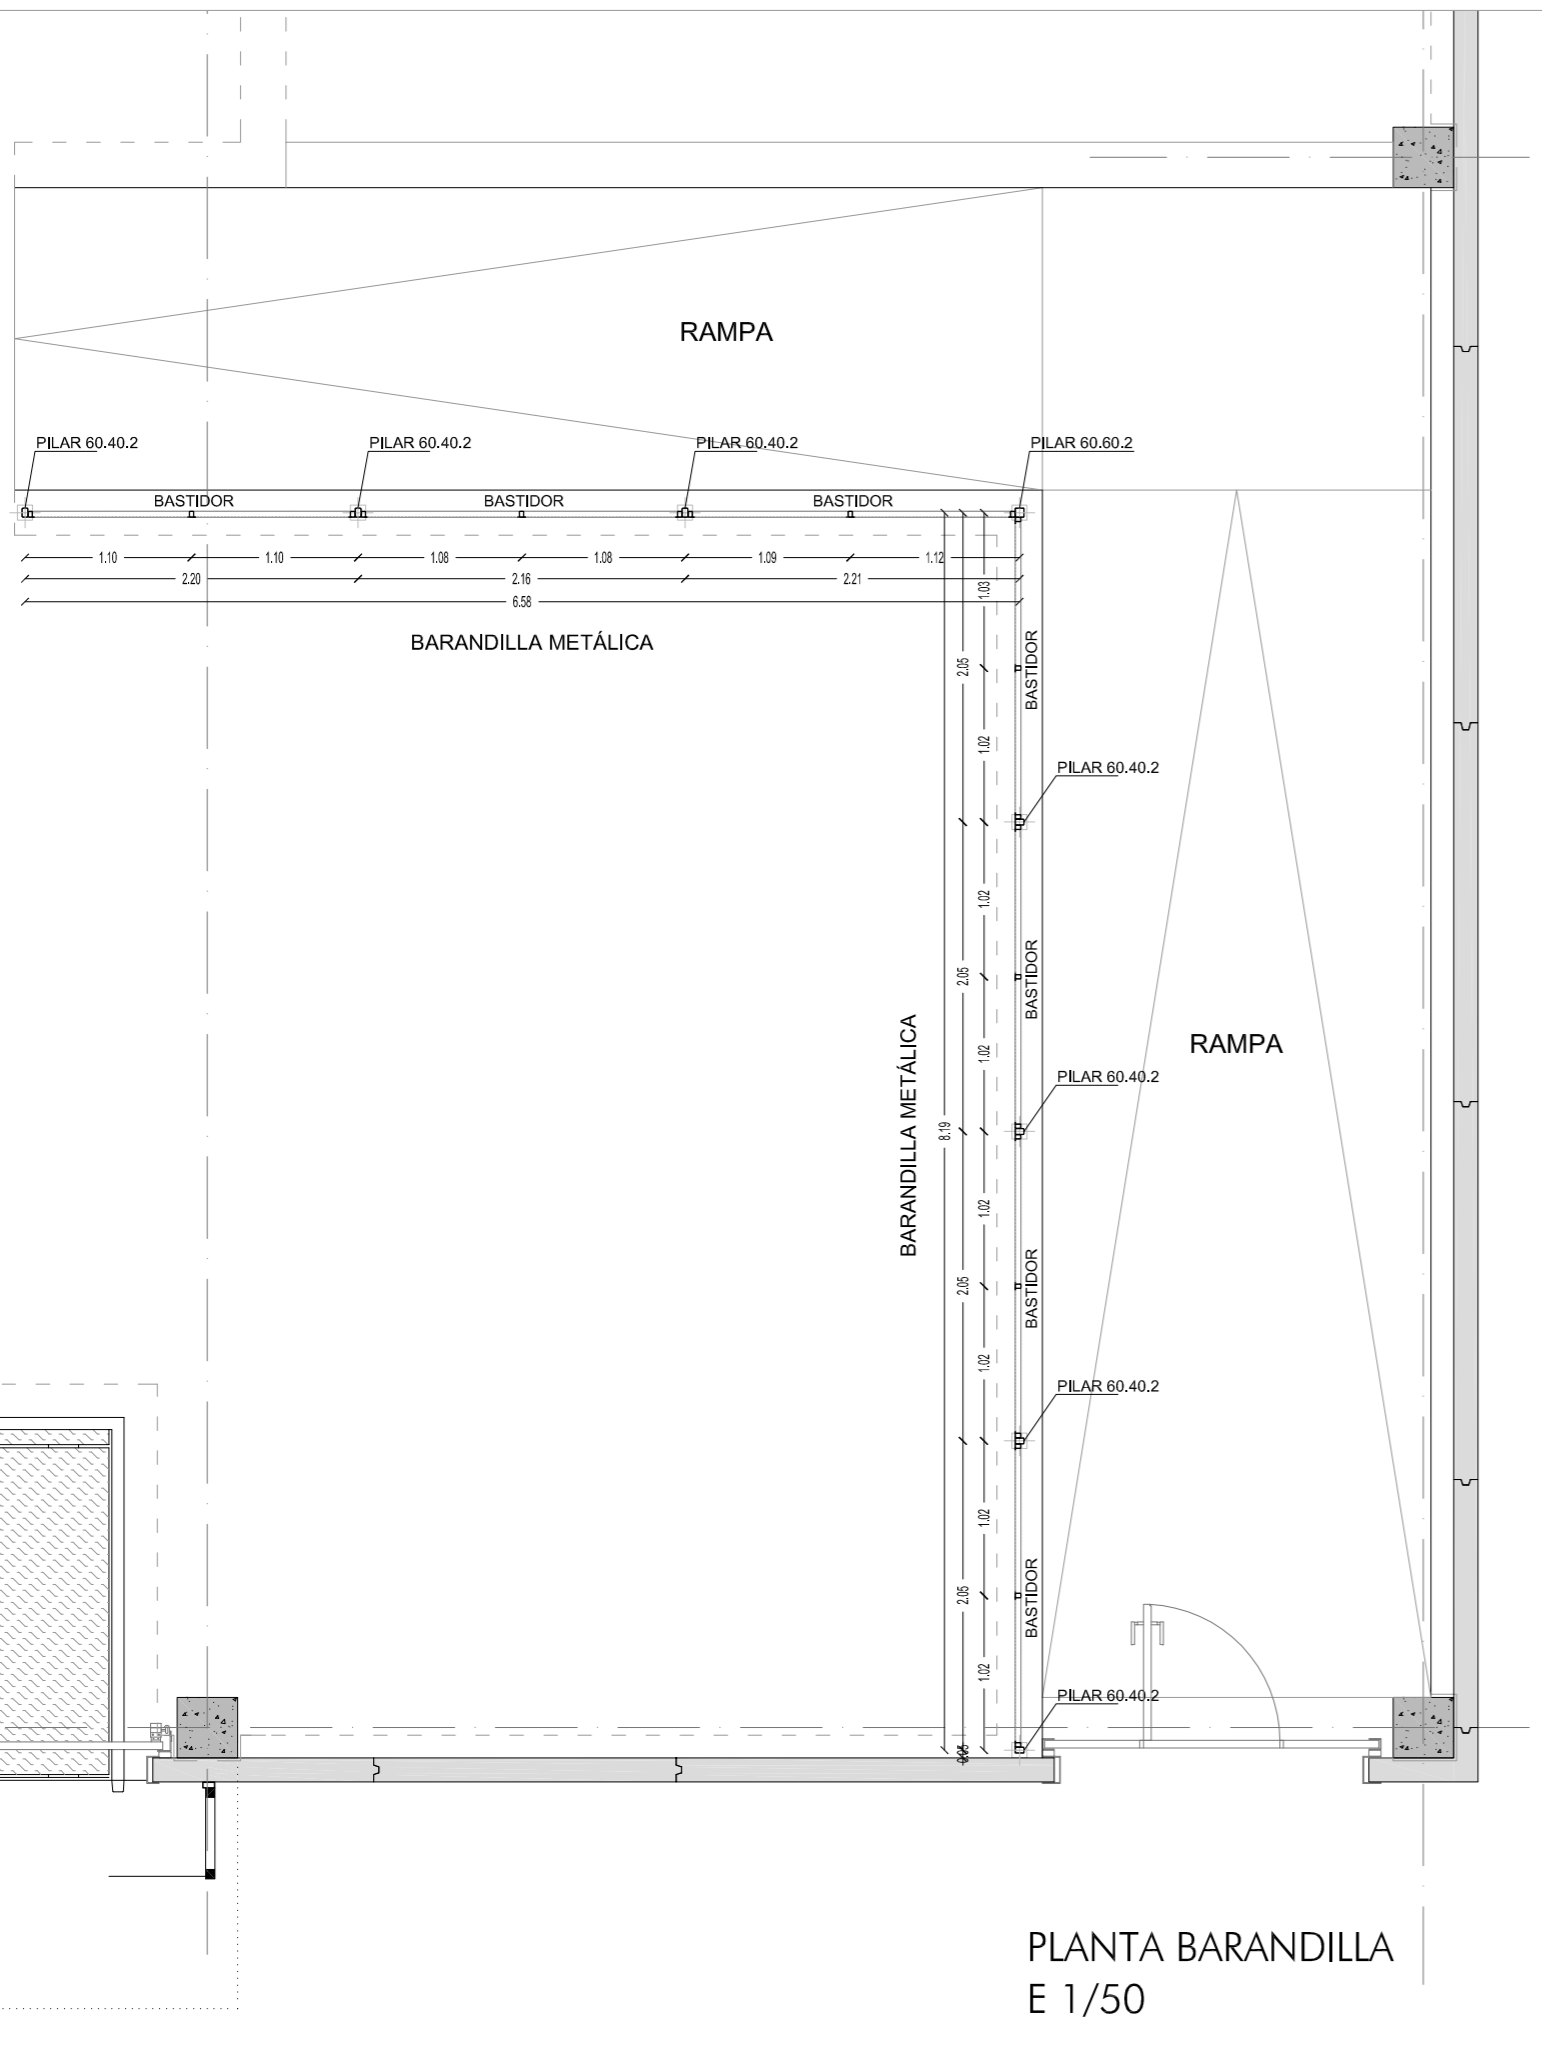 RAMPA
PILAR 60.40.2
PILAR 60.40.2
PILAR 60.40.2
PILAR 60.60.2
BASTIDOR
BASTIDOR
BASTIDOR
1.10
1.10
1.08
1.08
1.09
1.12
2.20
2.16
2.21
6.58
BARANDILLA METÁLICA
1.03
2.05
BASTIDOR
1.02
PILAR 60.40.2
1.02
2.05
BASTIDOR
1.02
RAMPA
PILAR 60.40.2
BARANDILLA METÁLICA
8.19
1.02
2.05
BASTIDOR
1.02
PILAR 60.40.2
1.02
2.05
BASTIDOR
1.02
PILAR 60.40.2
PLANTA BARANDILLA
E 1/50